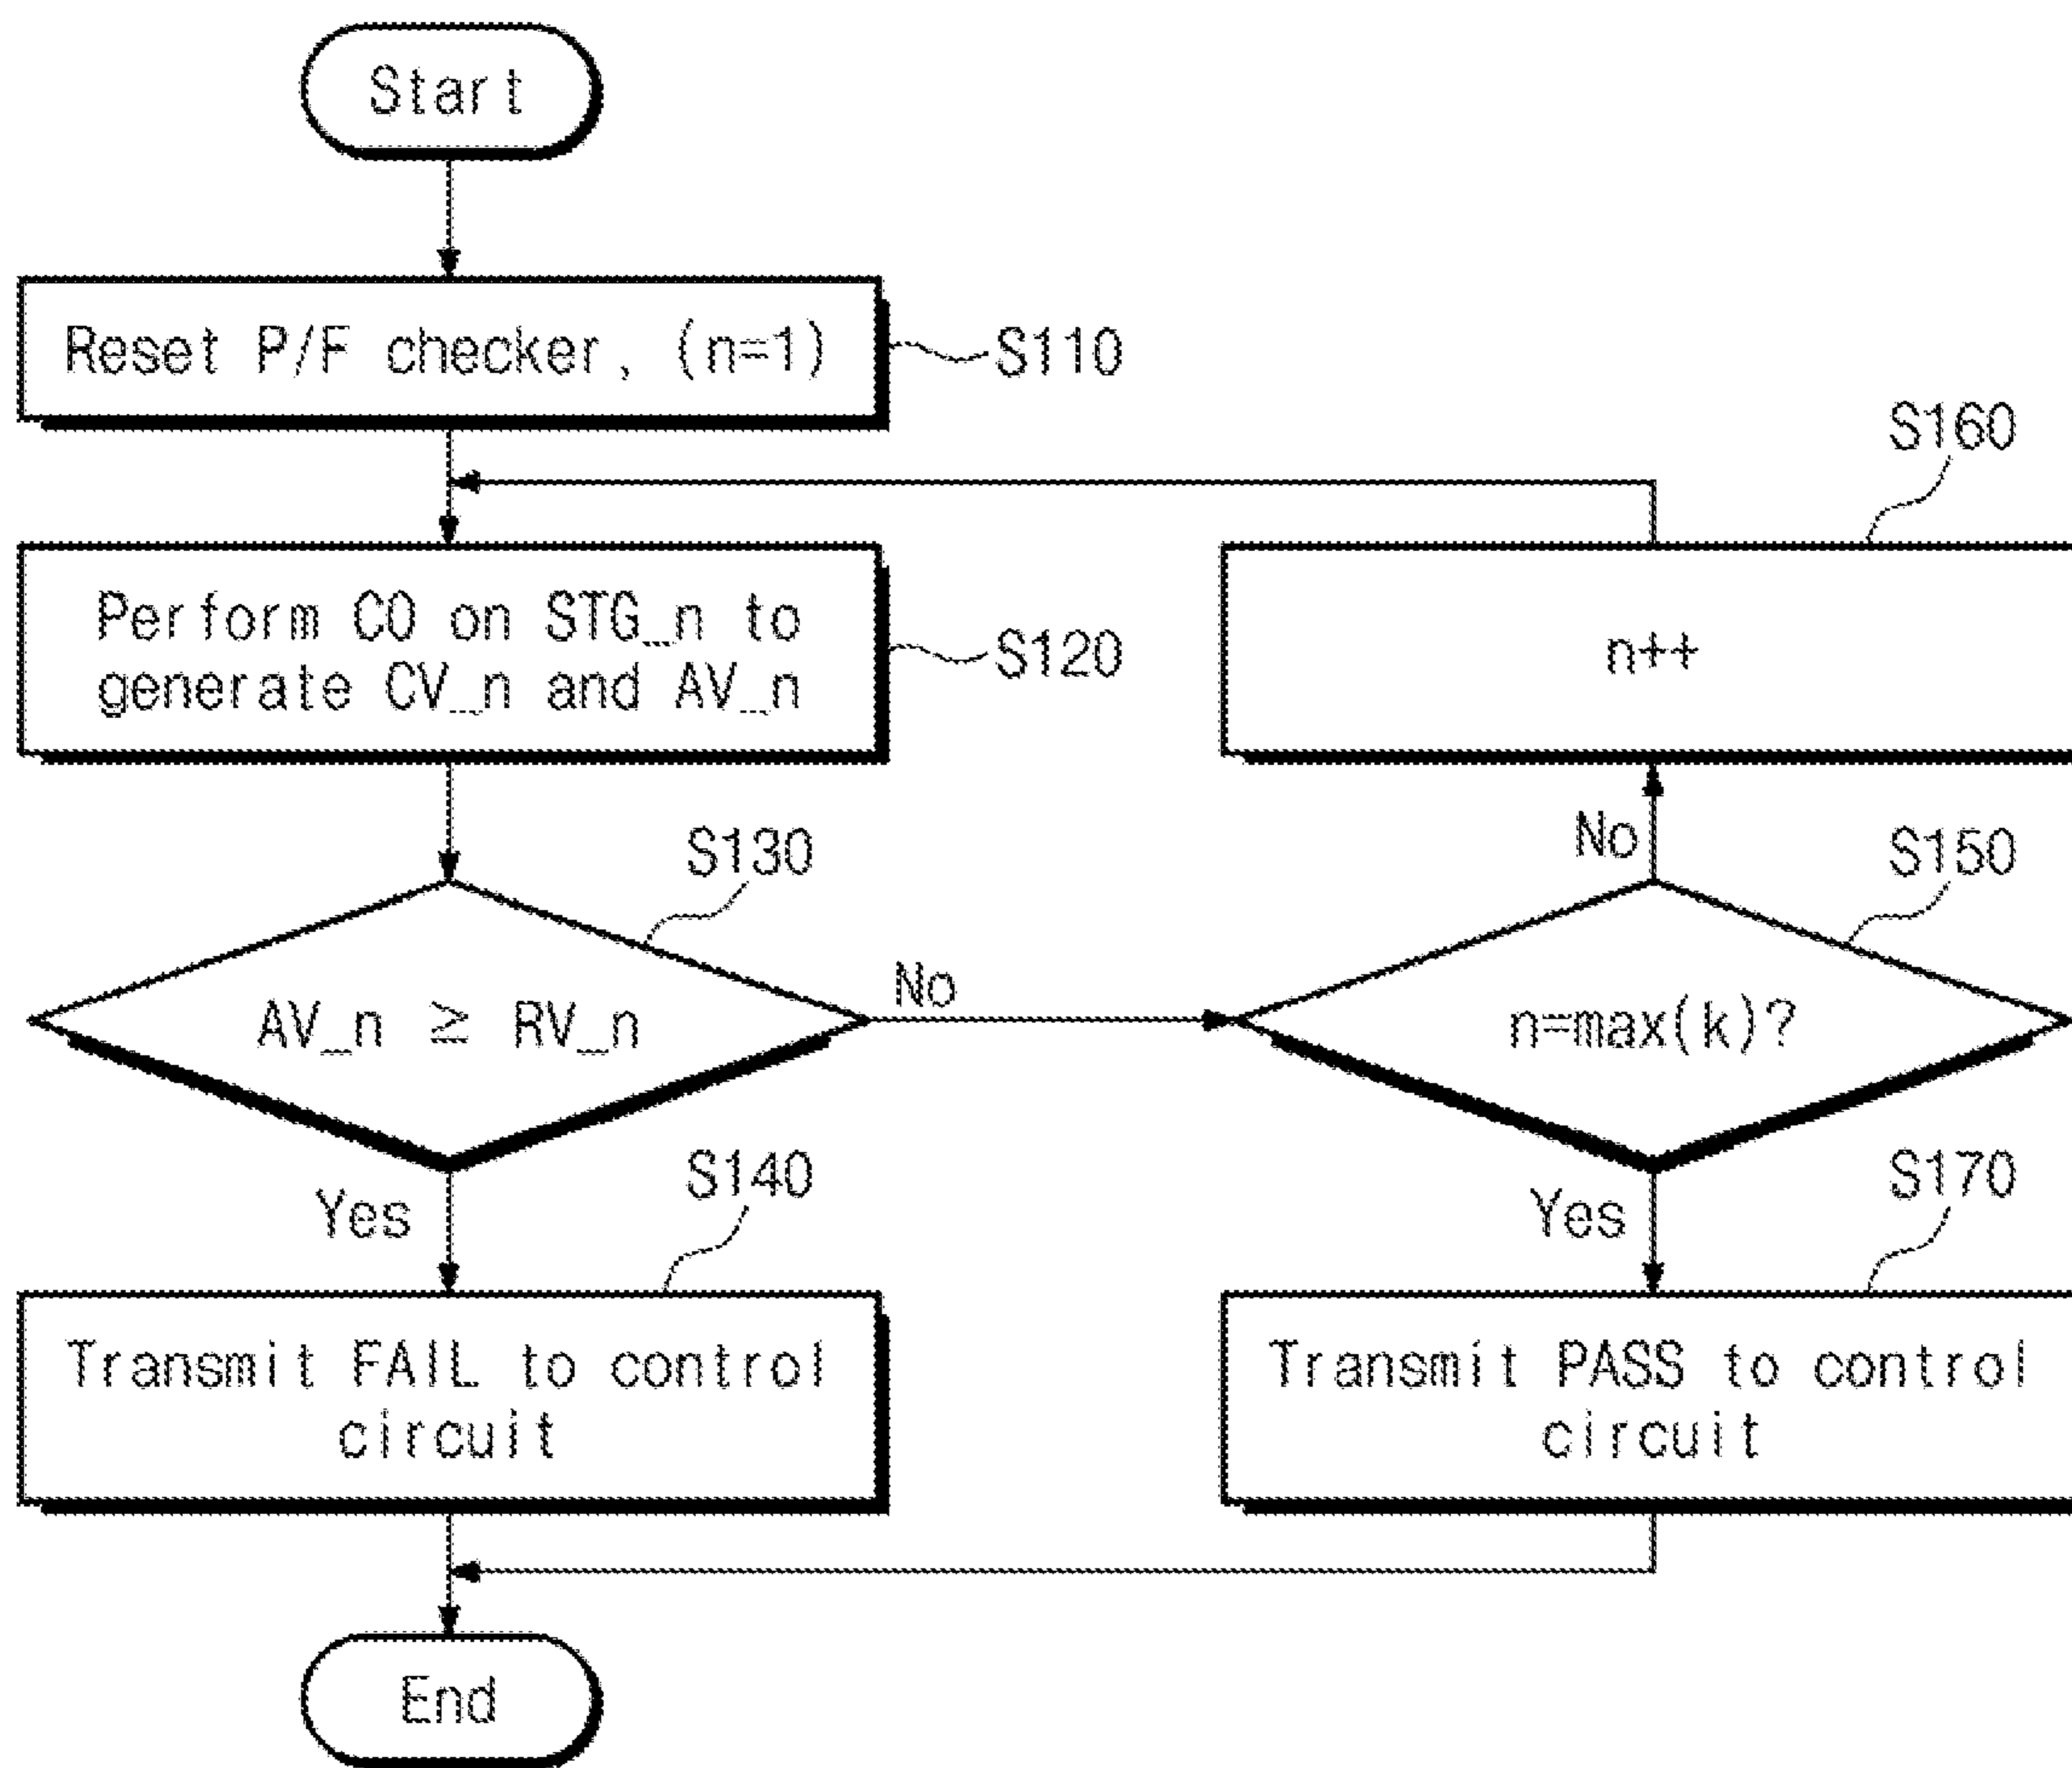 Start
Reset P/F checker, (n=1)
S110
S160
Perform CO on STG_n to
generate CV_n and AV_n
S120
n++
S130
No
S150
AV_n ≥ RV_n
No
n=max(k)?
Yes
S140
Yes
S170
Transmit FAIL to control
circuit
Transmit PASS to control
circuit
End